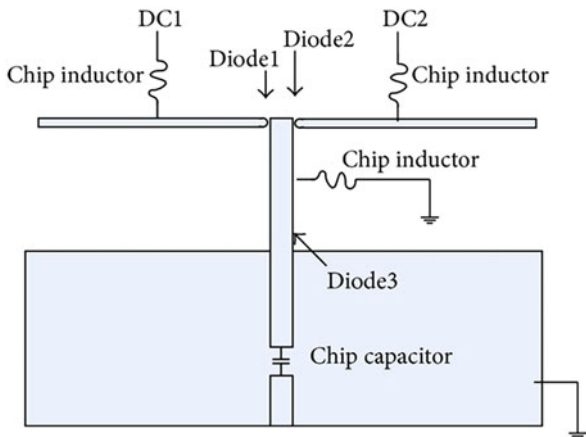 DC1
DC2
Diode2
Diode1
Chip inductor
Chip inductor
Chip inductor
Diode3
Chip capacitor